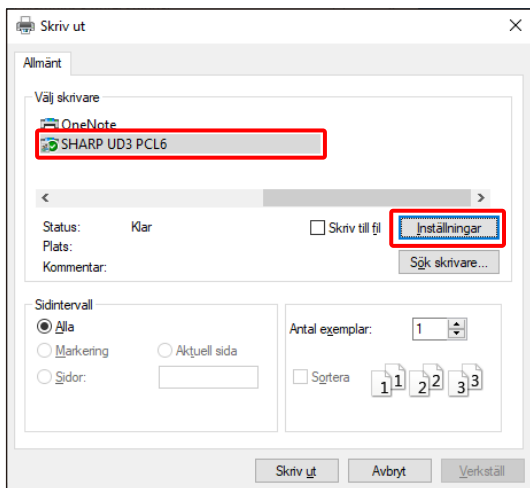 Skriv ut
Allmänt
Välj skrivare
OneNote
SHARP UD3 PCL6
Status: Klar
Skriv till fil
Inställningar
Plats:
Kommentar:
Sök skrivare...
Sidintervall
Alla
Markering
Aktuell sida
Sidor:
Antal exemplar: 1
Sortera
1 1 2 2 3 3
Skriv ut
Avbryt
Verkställ